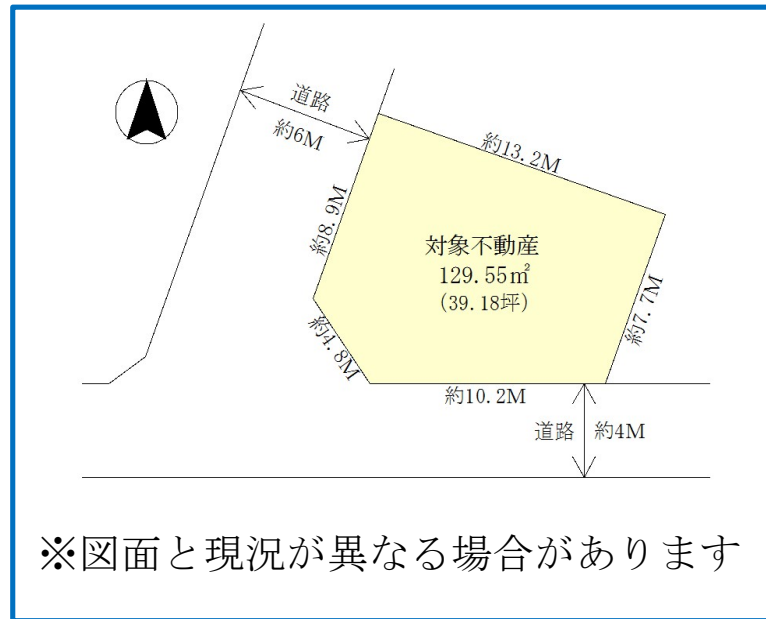 道路
約6M
約13.2M
約8.9M
対象不動産
129.55㎡
(39.18坪)
約7.7M
約4.8M
約10.2M
道路 約4M
※図面と現況が異なる場合があります